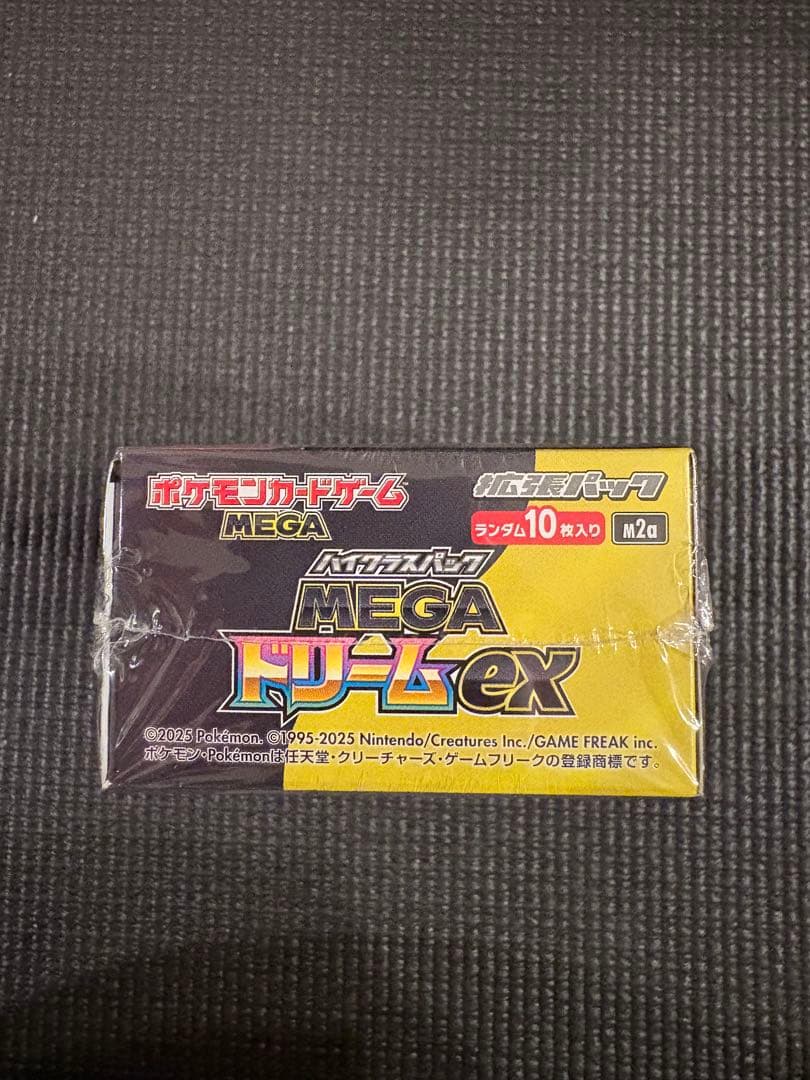 ポケモンカードゲーム
MEGA
拡張パック
ランダム10枚入り M2a
ハイクラスパック
MEGA
ドリームex
©2025 Pokémon. ©1995-2025 Nintendo/Creatures Inc./GAME FREAK inc.
ポケモン・Pokémonは任天堂・クリーチャーズ・ゲームフリークの登録商標です。